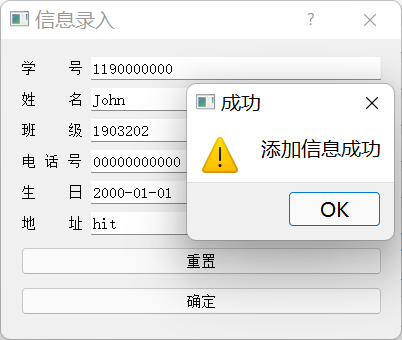 信息录入
学 号 1190000000
姓 名 John
班 级 1903202
电 话 号 00000000000
生 日 2000-01-01
地 址 hit
重置
确定
成功
添加信息成功
OK